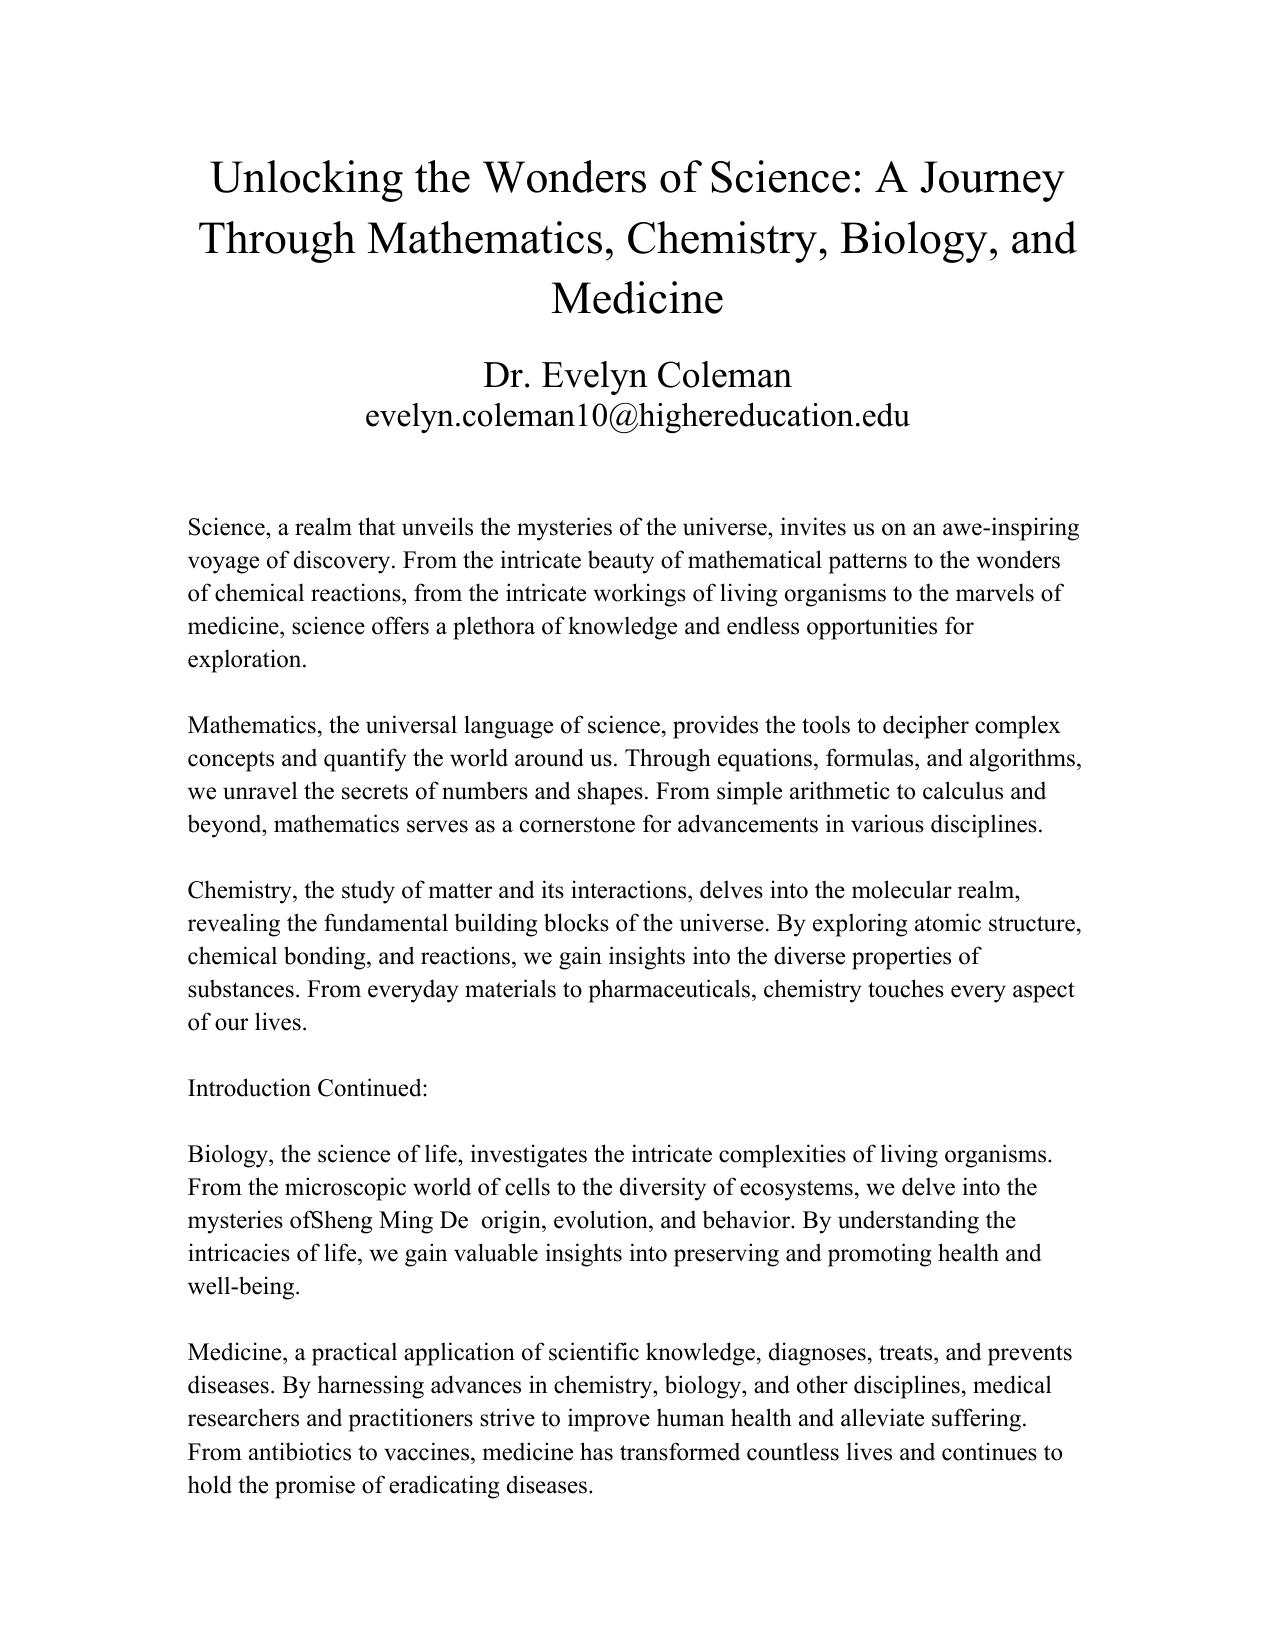 Unlocking the Wonders of Science: A Journey
Through Mathematics, Chemistry, Biology, and
Medicine
Dr. Evelyn Coleman
evelyn.coleman10@highereducation.edu
Science, a realm that unveils the mysteries of the universe, invites us on an awe-inspiring
voyage of discovery. From the intricate beauty of mathematical patterns to the wonders
of chemical reactions, from the intricate workings of living organisms to the marvels of
medicine, science offers a plethora of knowledge and endless opportunities for
exploration.
Mathematics, the universal language of science, provides the tools to decipher complex
concepts and quantify the world around us. Through equations, formulas, and algorithms,
we unravel the secrets of numbers and shapes. From simple arithmetic to calculus and
beyond, mathematics serves as a cornerstone for advancements in various disciplines.
Chemistry, the study of matter and its interactions, delves into the molecular realm,
revealing the fundamental building blocks of the universe. By exploring atomic structure,
chemical bonding, and reactions, we gain insights into the diverse properties of
substances. From everyday materials to pharmaceuticals, chemistry touches every aspect
of our lives.
Introduction Continued:
Biology, the science of life, investigates the intricate complexities of living organisms.
From the microscopic world of cells to the diversity of ecosystems, we delve into the
mysteries ofSheng Ming De  origin, evolution, and behavior. By understanding the
intricacies of life, we gain valuable insights into preserving and promoting health and
well-being.
Medicine, a practical application of scientific knowledge, diagnoses, treats, and prevents
diseases. By harnessing advances in chemistry, biology, and other disciplines, medical
researchers and practitioners strive to improve human health and alleviate suffering.
From antibiotics to vaccines, medicine has transformed countless lives and continues to
hold the promise of eradicating diseases.